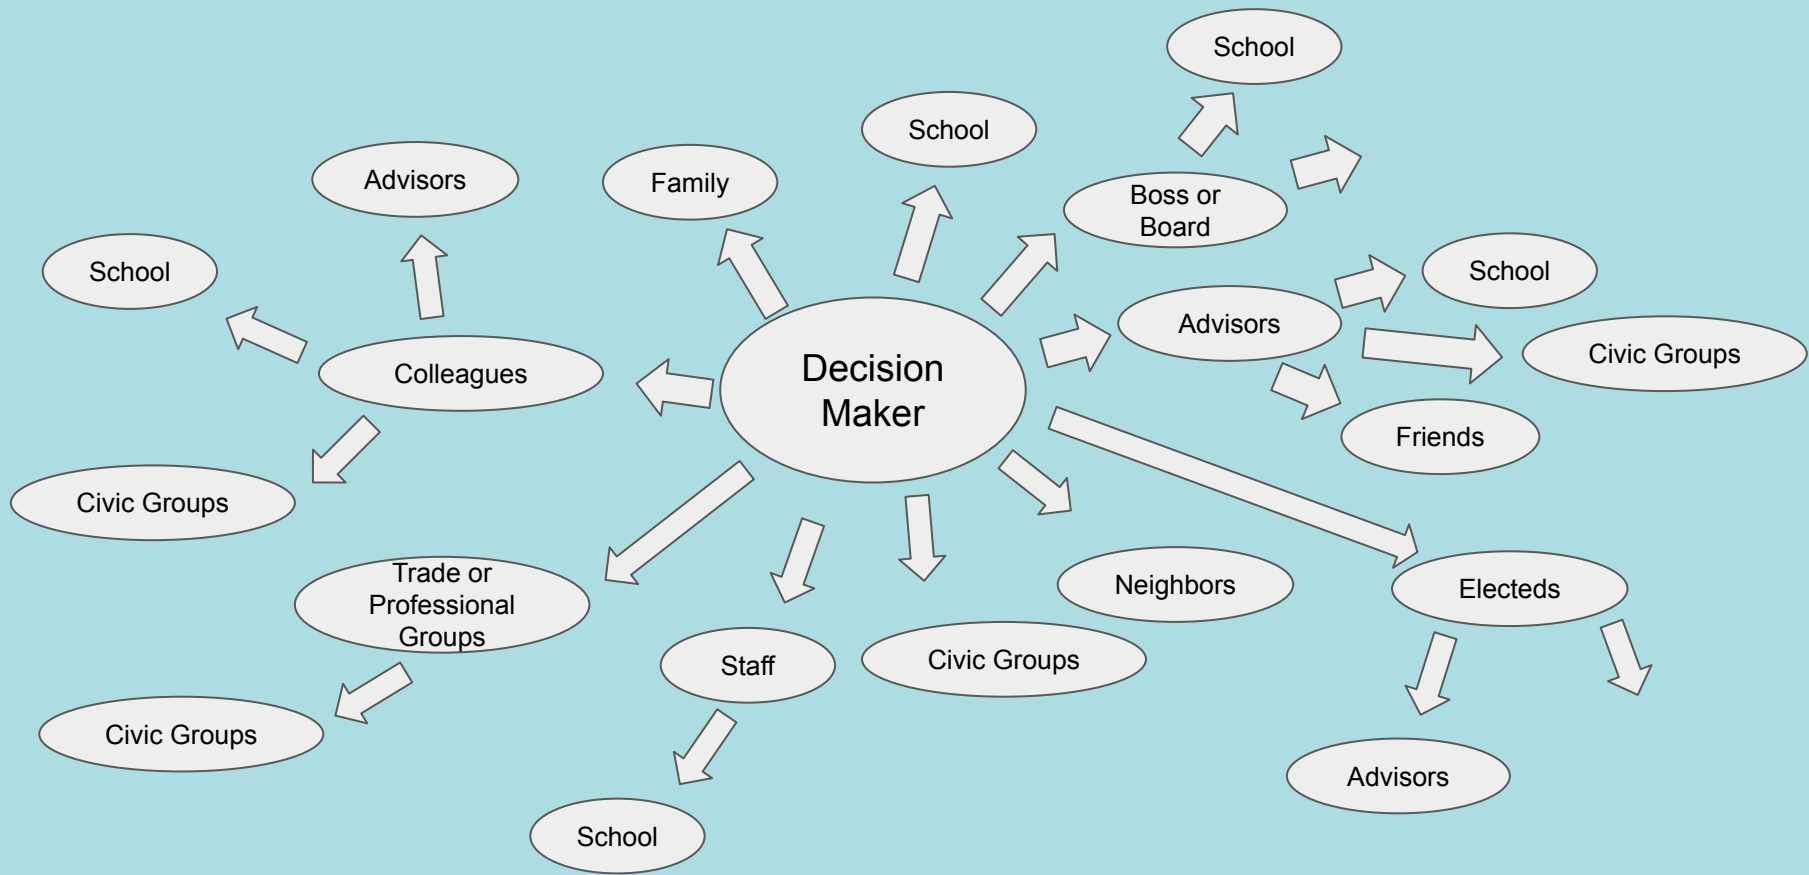 School
School
Advisors
Family
Boss or
Board
School
School
Advisors
Civic Groups
Colleagues
Decision
Maker
Friends
Civic Groups
Trade or
Professional
Groups
Neighbors
Electeds
Staff
Civic Groups
Civic Groups
Advisors
School